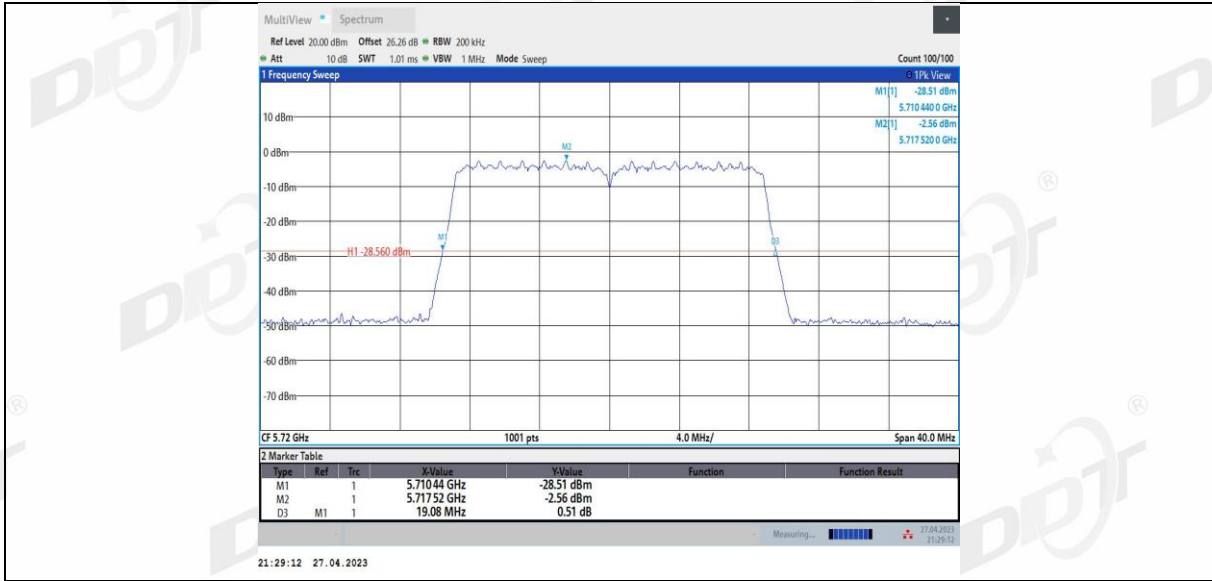 MultiView Spectrum
Ref Level 20.00 dBm Offset 26.26 dB RBW 200 kHz
Att 10 dB SWT 1.01 ms VBW 1 MHz Mode Sweep Count 100/100
1 Frequency Sweep 1Pk View
M1[1] -28.51 dBm
5.710 440 0 GHz
M2[1] -2.56 dBm
5.717 520 0 GHz
10 dBm
M2
0 dBm
-10 dBm
-20 dBm
M1 D3
H1 -28.560 dBm
-30 dBm
-40 dBm
-50 dBm
-60 dBm
-70 dBm
CF 5.72 GHz 1001 pts 4.0 MHz/ Span 40.0 MHz
2 Marker Table
Type Ref Trc X-Value Y-Value Function Function Result
M1 1 5.710 44 GHz -28.51 dBm
M2 1 5.717 52 GHz -2.56 dBm
D3 M1 1 19.08 MHz 0.51 dB
Measuring... 27.04.2023
21:29:12
21:29:12 27.04.2023
DDT ®